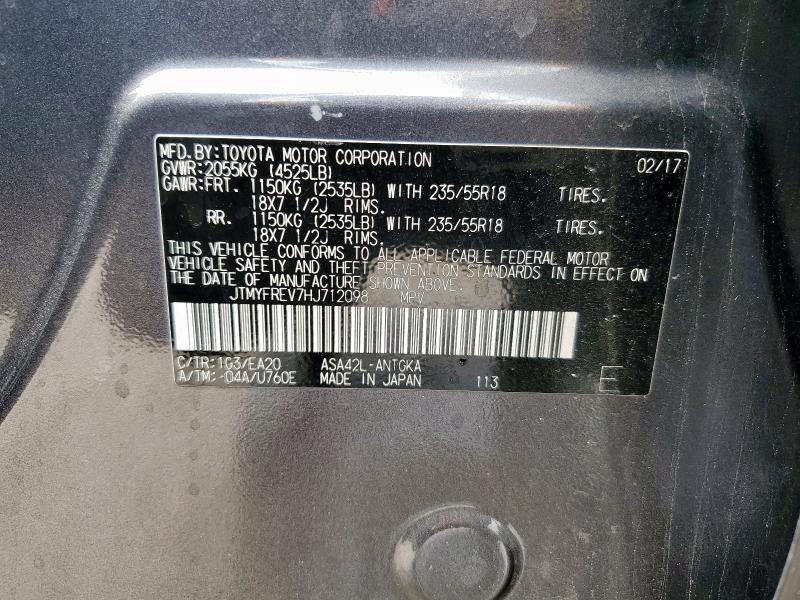 MFD.BY:TOYOTA MOTOR CORPORATION 02/17
GVWR:2055KG (4525LB)
GAWR:FRT. 1150KG (2535LB) WITH 235/55R18 TIRES.
18X7 1/2J RIMS.
RR. 1150KG (2535LB) WITH 235/55R18 TIRES.
18X7 1/2J RIMS.
THIS VEHICLE CONFORMS TO ALL APPLICABLE FEDERAL MOTOR
VEHICLE SAFETY AND THEFT PREVENTION STANDARDS IN EFFECT ON
THE DATE OF MANUFACTURE SHOWN ABOVE.
JTMYFREV7HJ712098 MPV
C/TR:1G3/EA20 ASA42L-ANTGKA
A/TM:-04A/U760E MADE IN JAPAN 113 E